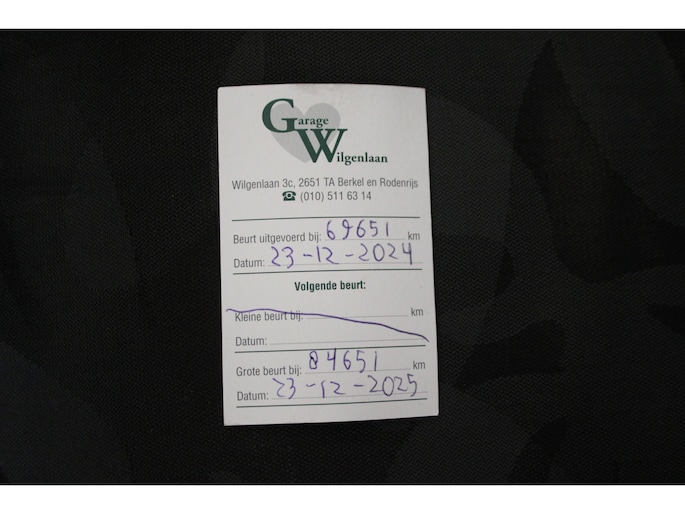 Garage
Wilgenlaan
Wilgenlaan 3c, 2651 TA Berkel en Rodenrijs
☎ (010) 511 63 14
Beurt uitgevoerd bij: 69651 km
Datum: 23-12-2024
Volgende beurt:
Kleine beurt bij: km
Datum:
Grote beurt bij: 84651 km
Datum: 23-12-2025